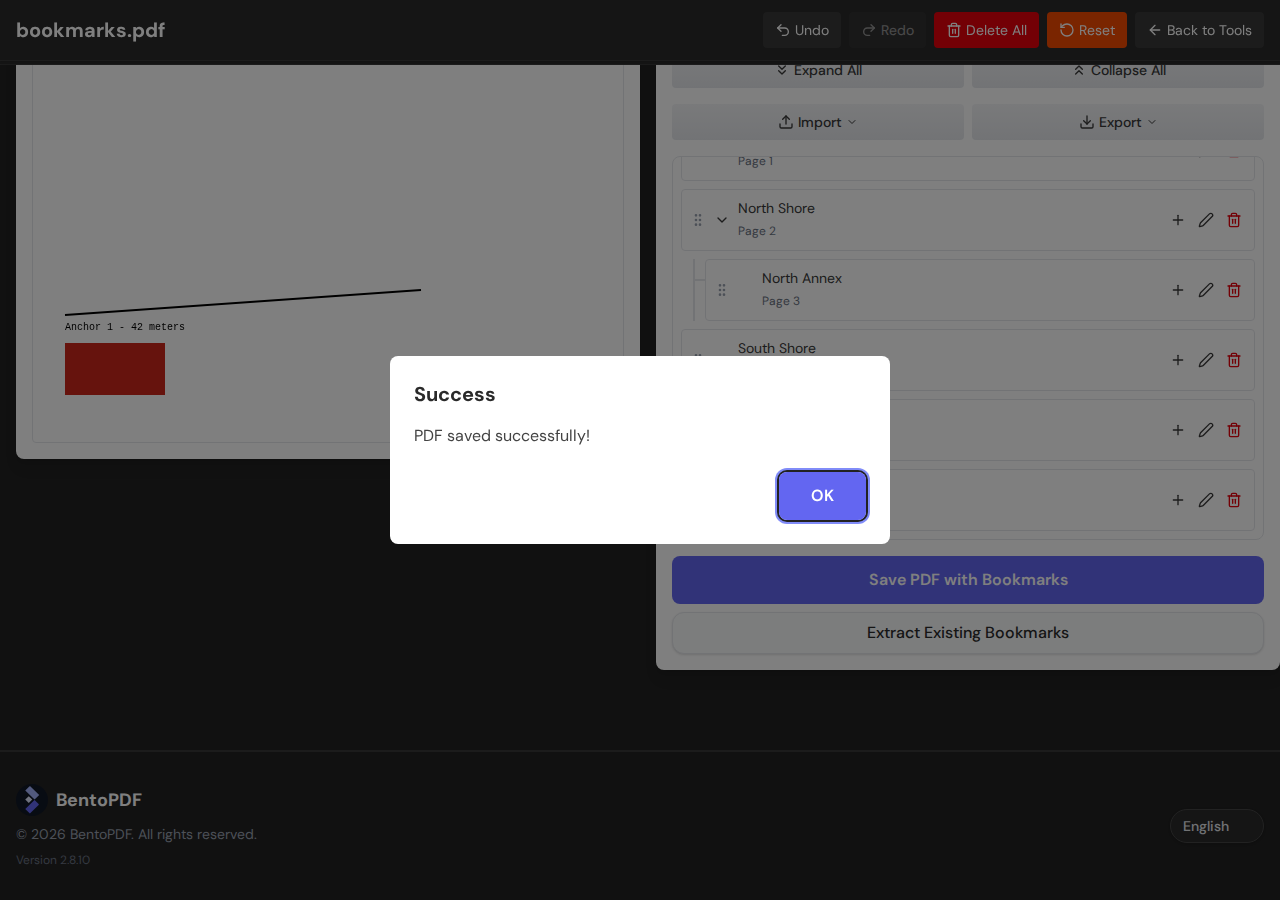 bookmarks.pdf
Undo
Redo
Delete All
Reset
Back to Tools
Expand All
Collapse All
Import
Export
Page 1
North Shore
Page 2
North Annex
Page 3
South Shore
Anchor 1 - 42 meters
Success
PDF saved successfully!
OK
Save PDF with Bookmarks
Extract Existing Bookmarks
BentoPDF
© 2026 BentoPDF. All rights reserved.
Version 2.8.10
English